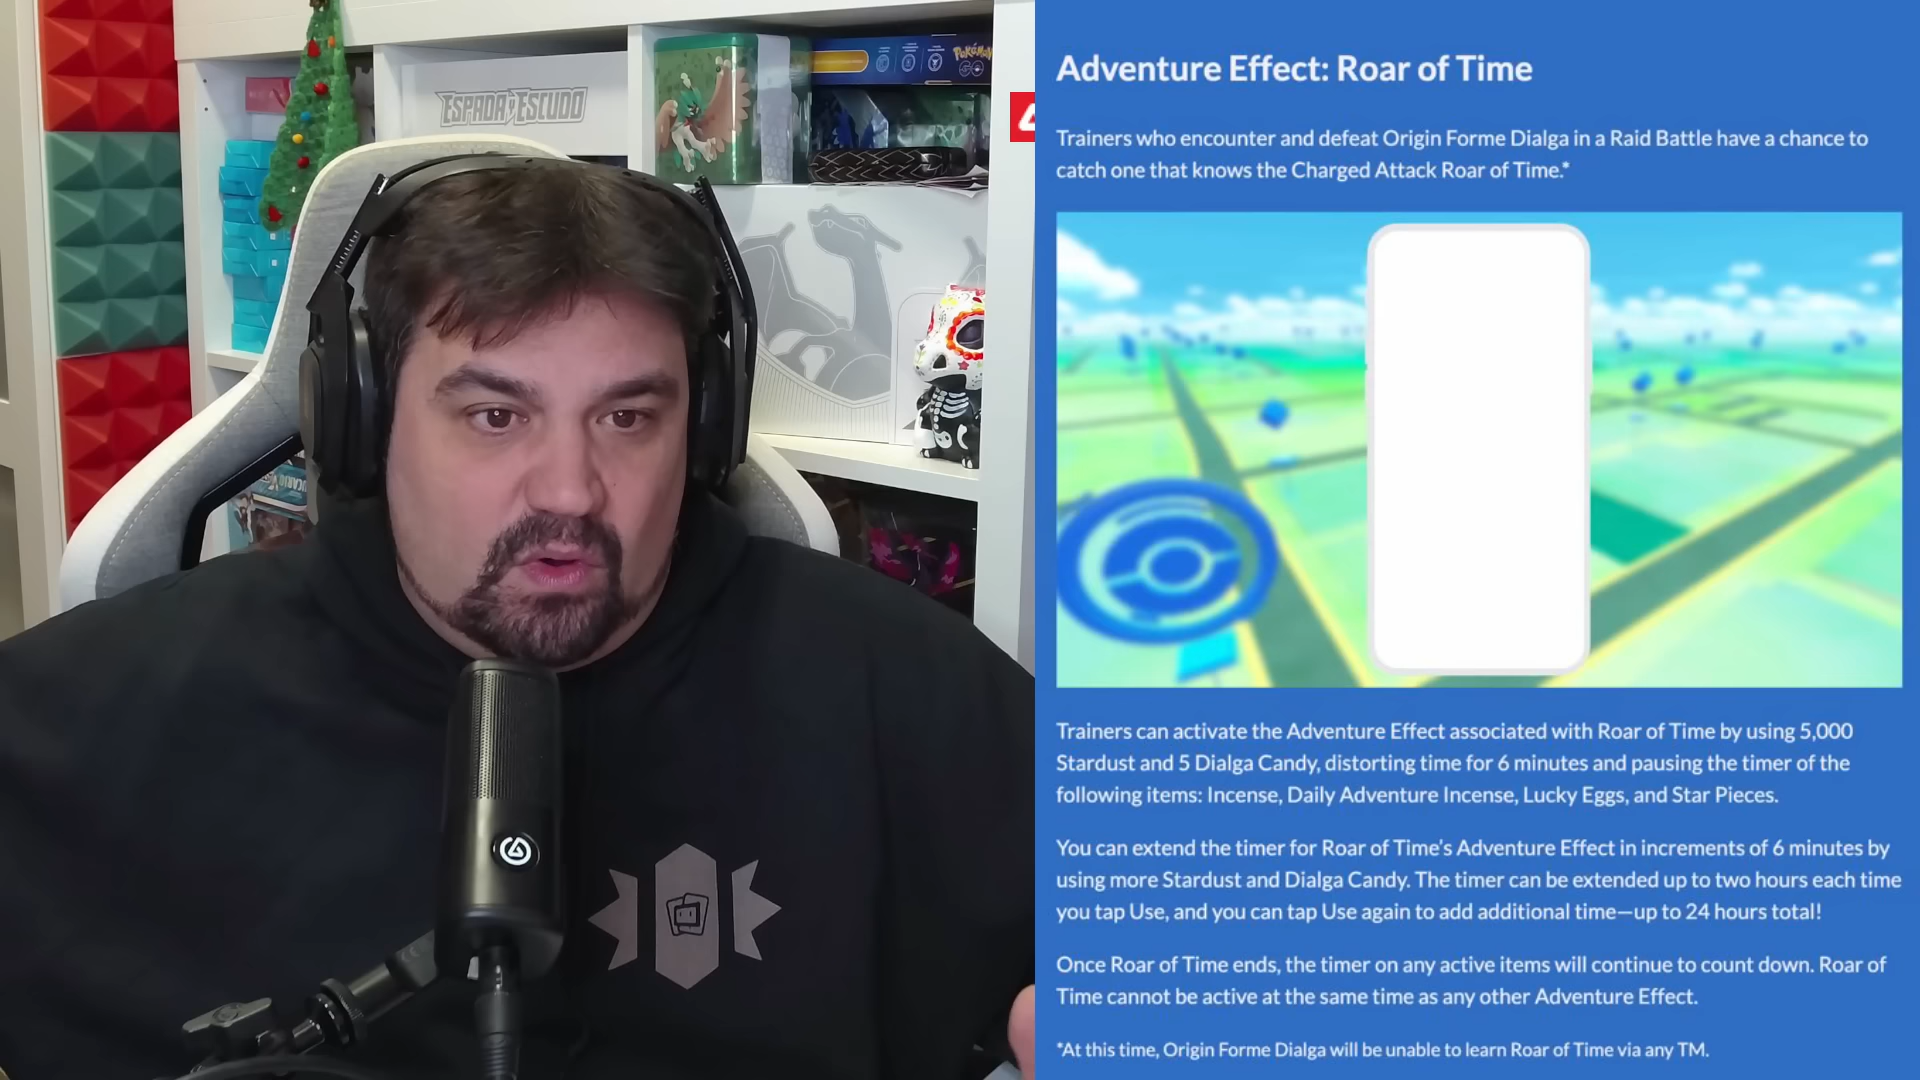 ESPADA Y ESCUDO
POKÉMON
Adventure Effect: Roar of Time
Trainers who encounter and defeat Origin Forme Dialga in a Raid Battle have a chance to
catch one that knows the Charged Attack Roar of Time.*
Trainers can activate the Adventure Effect associated with Roar of Time by using 5,000
Stardust and 5 Dialga Candy, distorting time for 6 minutes and pausing the timer of the
following items: Incense, Daily Adventure Incense, Lucky Eggs, and Star Pieces.
You can extend the timer for Roar of Time's Adventure Effect in increments of 6 minutes by
using more Stardust and Dialga Candy. The timer can be extended up to two hours each time
you tap Use, and you can tap Use again to add additional time—up to 24 hours total!
Once Roar of Time ends, the timer on any active items will continue to count down. Roar of
Time cannot be active at the same time as any other Adventure Effect.
*At this time, Origin Forme Dialga will be unable to learn Roar of Time via any TM.